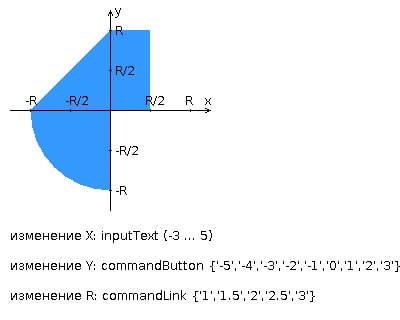 y
R
R/2
-R -R/2 R/2 R x
-R/2
-R
изменение X: inputText (-3 ... 5)
изменение Y: commandButton {'-5','-4','-3','-2','-1','0','1','2','3'}
изменение R: commandLink {'1','1.5','2','2.5','3'}